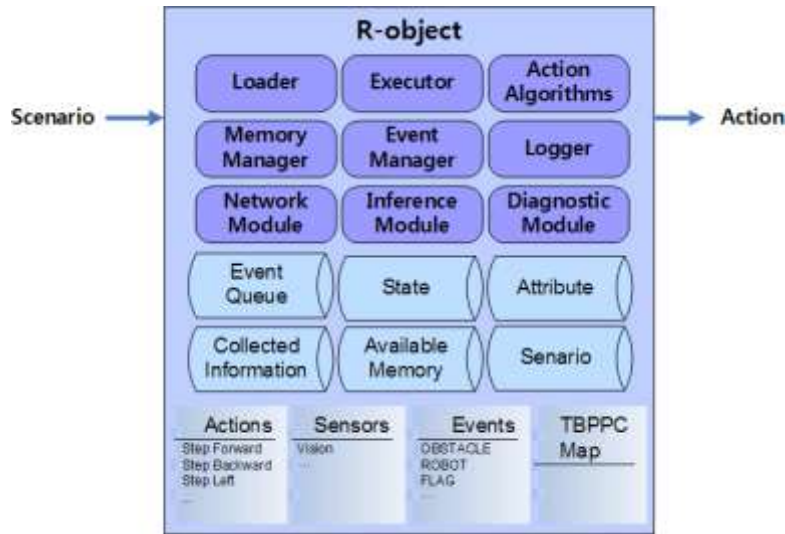 R-object
Loader
Executor
Action
Algorithms
Scenario
Action
Memory
Manager
Event
Manager
Logger
Network
Module
Inference
Module
Diagnostic
Module
Event
Queue
State
Attribute
Collected
Information
Available
Memory
Senario
Actions
Step Forward
Step Backward
Step Left
...
Sensors
Vision
...
Events
OBSTACLE
ROBOT
FLAG
...
TBPPC
Map